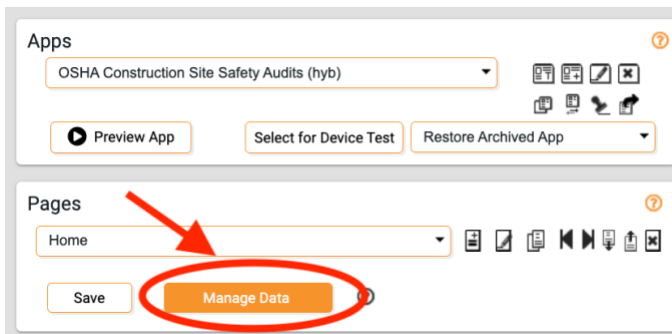 Apps
OSHA Construction Site Safety Audits (hyb)
Preview App
Select for Device Test
Restore Archived App
Pages
Home
Save
Manage Data